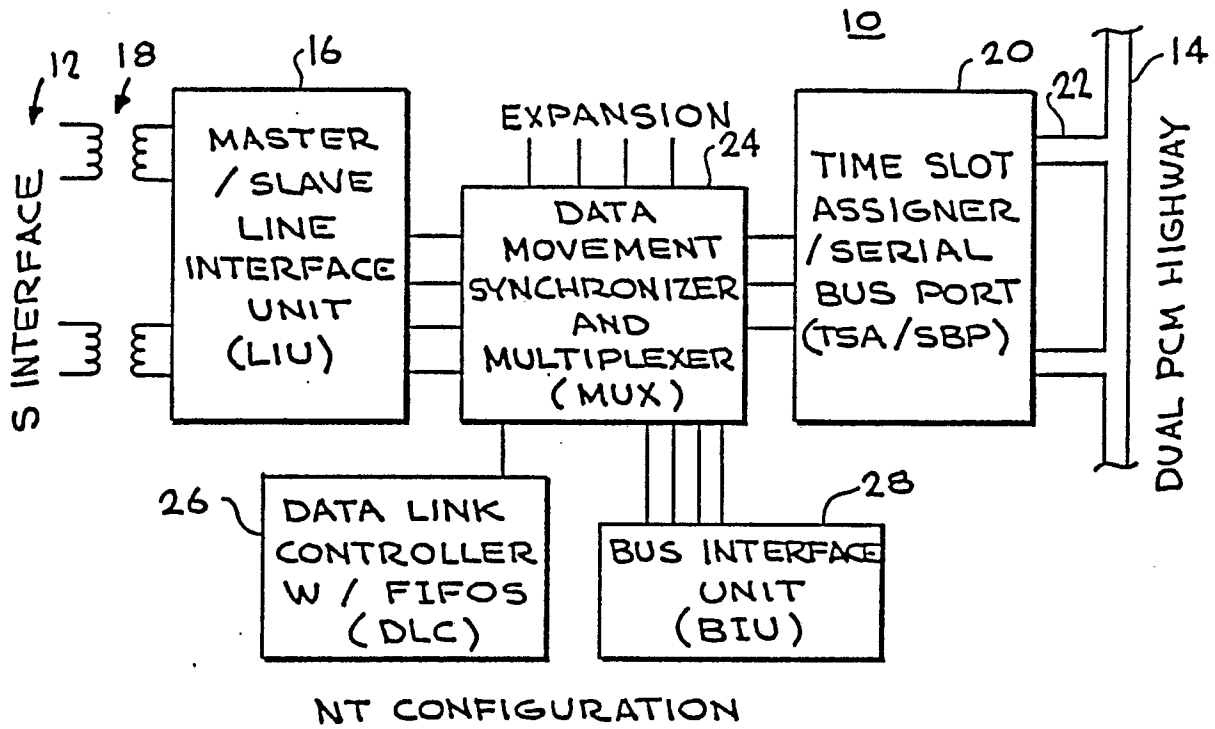 10
12
18
16
20
22
14
S INTERFACE
MASTER
/ SLAVE
LINE
INTERFACE
UNIT
(LIU)
EXPANSION
24
DATA
MOVEMENT
SYNCHRONIZER
AND
MULTIPLEXER
(MUX)
TIME SLOT
ASSIGNER
/SERIAL
BUS PORT
(TSA/SBP)
DUAL PCM HIGHWAY
26
DATA LINK
CONTROLLER
W / FIFOS
(DLC)
28
BUS INTERFACE
UNIT
(BIU)
NT CONFIGURATION